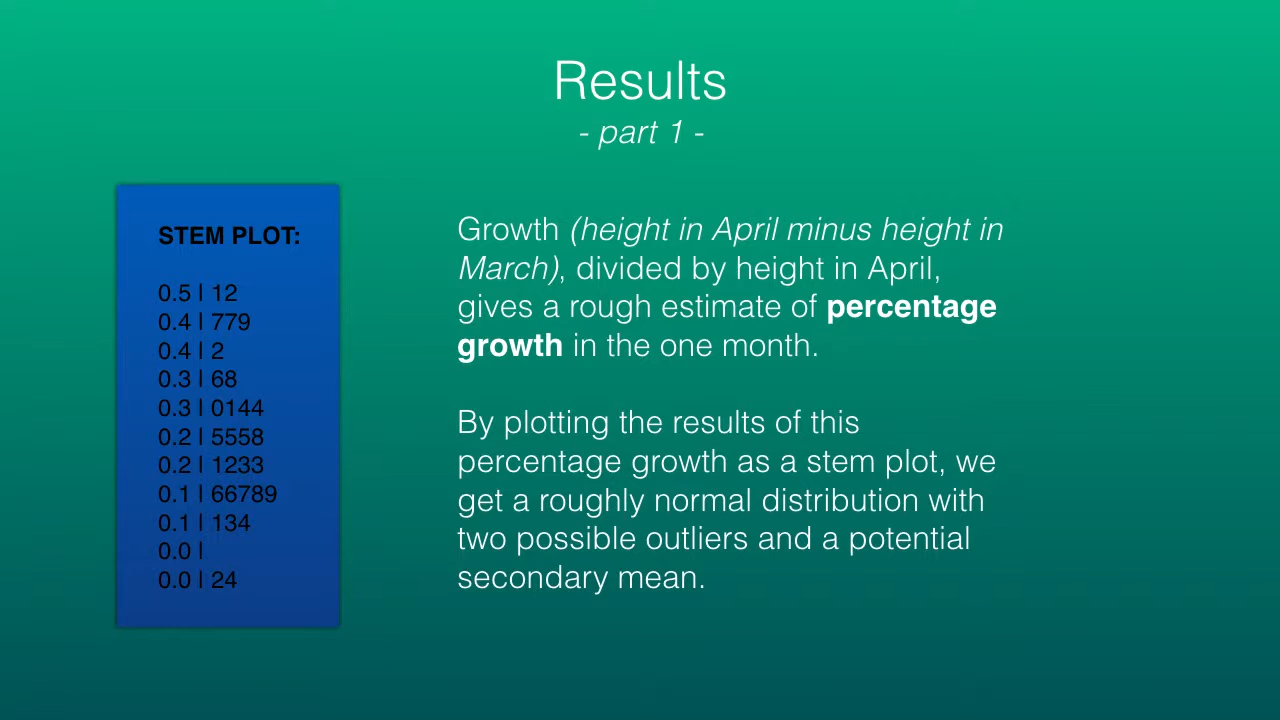 Results
- part 1 -
STEM PLOT:
0.5 | 12
0.4 | 779
0.4 | 2
0.3 | 68
0.3 | 0144
0.2 | 5558
0.2 | 1233
0.1 | 66789
0.1 | 134
0.0 |
0.0 | 24
Growth (height in April minus height in
March), divided by height in April,
gives a rough estimate of percentage
growth in the one month.
By plotting the results of this
percentage growth as a stem plot, we
get a roughly normal distribution with
two possible outliers and a potential
secondary mean.